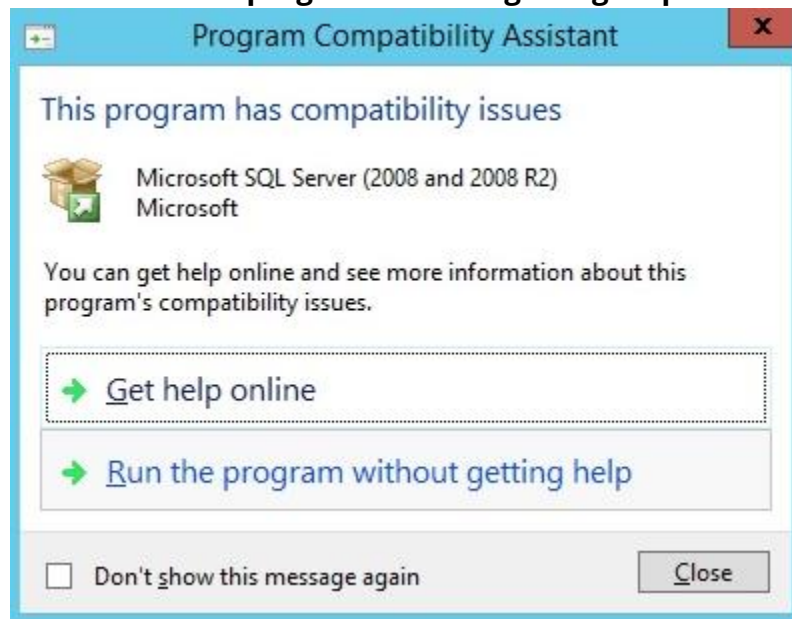 Program Compatibility Assistant
x
This program has compatibility issues
Microsoft SQL Server (2008 and 2008 R2)
Microsoft
You can get help online and see more information about this
program's compatibility issues.
Get help online
Run the program without getting help
Don't show this message again
Close